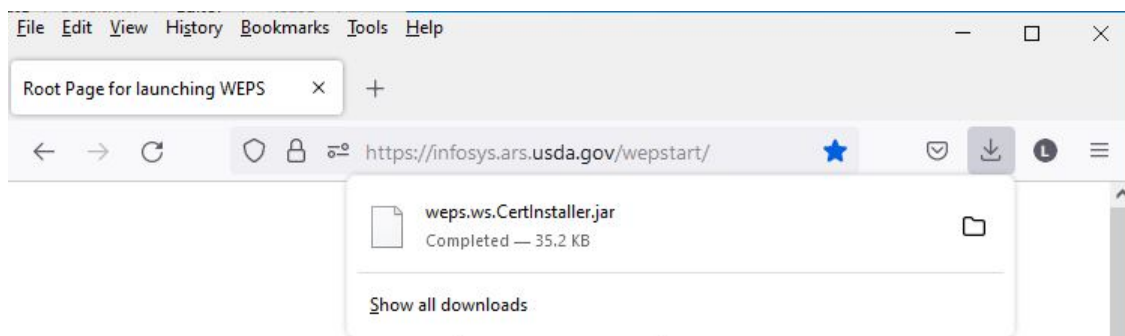 File Edit View History Bookmarks Tools Help
Root Page for launching WEPS
https://infosys.ars.usda.gov/wepstart/
L
weps.ws.CertInstaller.jar
Completed — 35.2 KB
Show all downloads